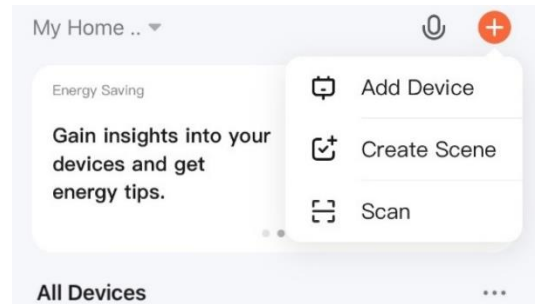 My Home ..
Energy Saving
Gain insights into your
devices and get
energy tips.
Add Device
Create Scene
Scan
All Devices